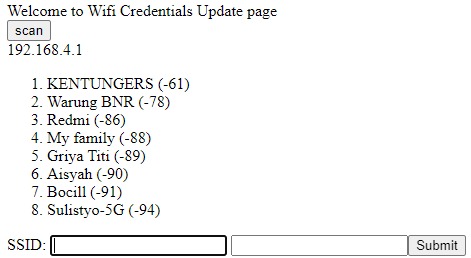 Welcome to Wifi Credentials Update page
scan
192.168.4.1
1. KENTUNGERS (-61)
2. Warung BNR (-78)
3. Redmi (-86)
4. My family (-88)
5. Griya Titi (-89)
6. Aisyah (-90)
7. Bocill (-91)
8. Sulistyo-5G (-94)
SSID: Submit